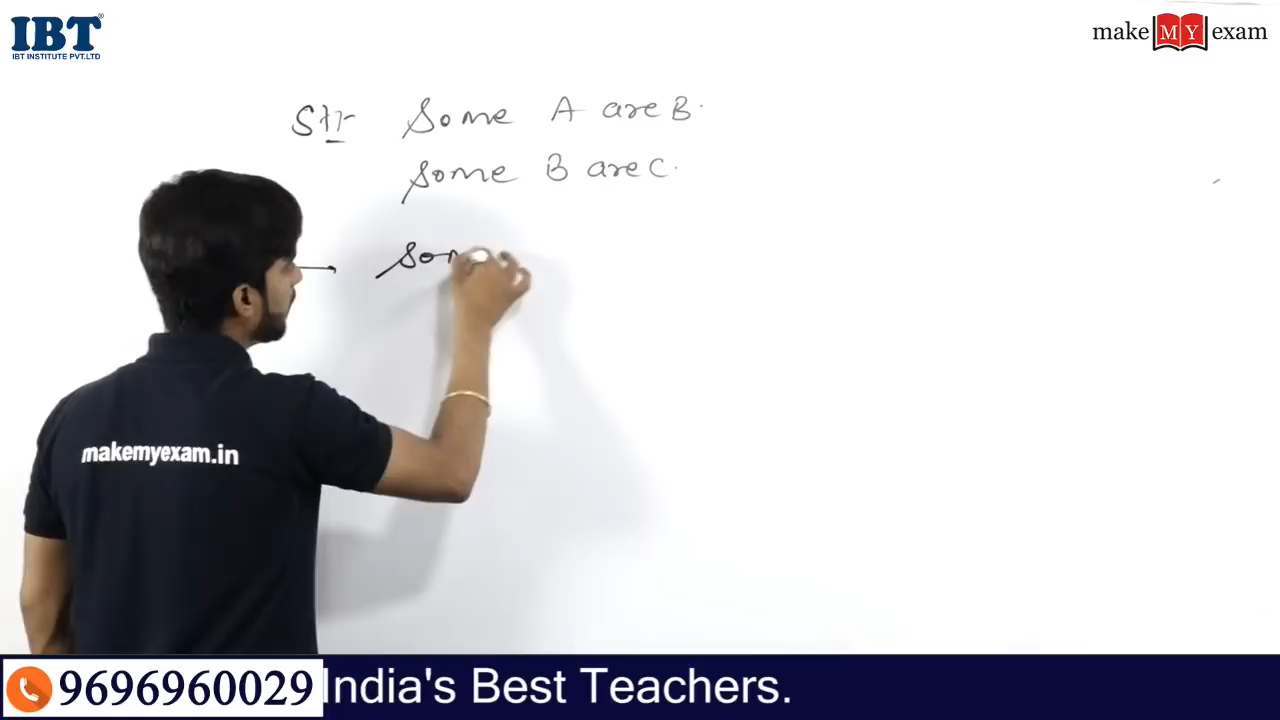 IBT
IBT INSTITUTE PVT.LTD
make MY exam
Stt Some A are B.
Some B are C.
→ Som
makemyexam.in
9696960029 India's Best Teachers.